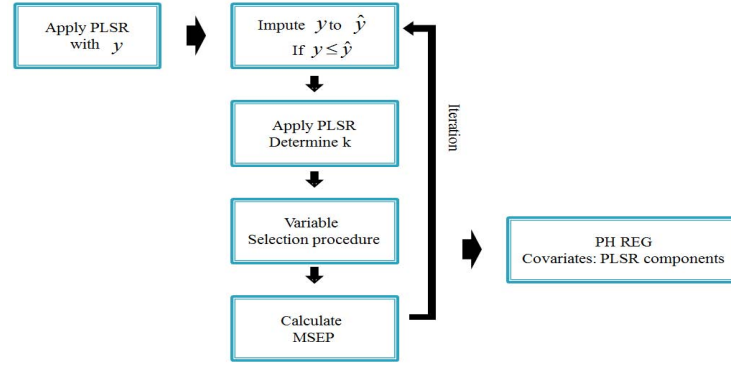 Apply PLSR
with y
Impute y to ŷ
If y ≤ ŷ
Apply PLSR
Determine k
Variable
Selection procedure
Calculate
MSEP
Iteration
PH REG
Covariates: PLSR components